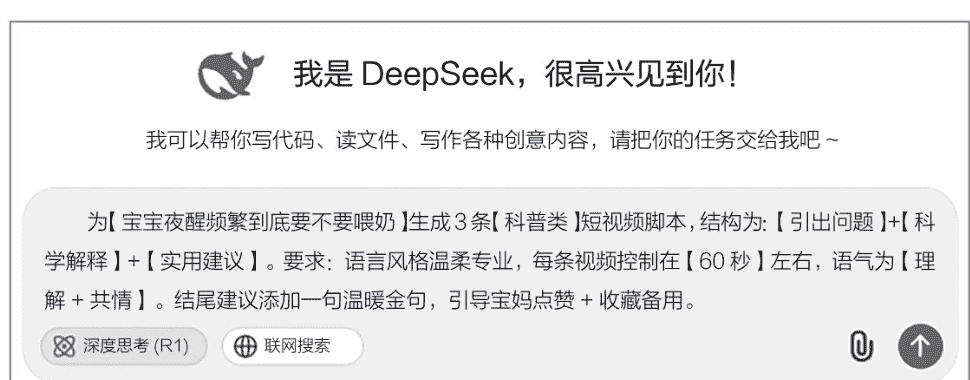 我是 DeepSeek，很高兴见到你！
我可以帮你写代码、读文件、写作各种创意内容，请把你的任务交给我吧 ~
为【宝宝夜醒频繁到底要不要喂奶】生成3条【科普类】短视频脚本，结构为：【引出问题】+【科
学解释】+【实用建议】。要求：语言风格温柔专业，每条视频控制在【60 秒】左右，语气为【理
解 + 共情】。结尾建议添加一句温暖金句，引导宝妈点赞 + 收藏备用。
深度思考 (R1) 联网搜索